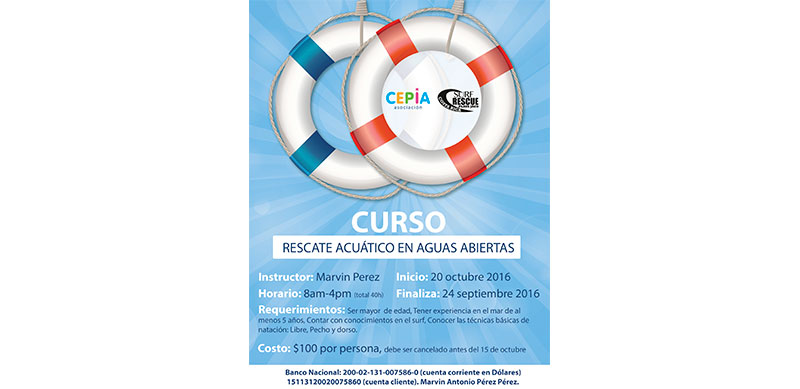 CEPIA
asociación
SURF
RESCUE
COSTA RICA
CURSO
RESCATE ACUÁTICO EN AGUAS ABIERTAS
Instructor: Marvin Perez Inicio: 20 octubre 2016
Horario: 8am-4pm (total 40h) Finaliza: 24 septiembre 2016
Requerimientos: Ser mayor de edad, Tener experiencia en el mar de al
menos 5 años, Contar con conocimientos en el surf, Conocer las técnicas básicas de
natación: Libre, Pecho y dorso.
Costo: $100 por persona, debe ser cancelado antes del 15 de octubre
Banco Nacional: 200-02-131-007586-0 (cuenta corriente en Dólares)
15113120020075860 (cuenta cliente). Marvin Antonio Pérez Pérez.